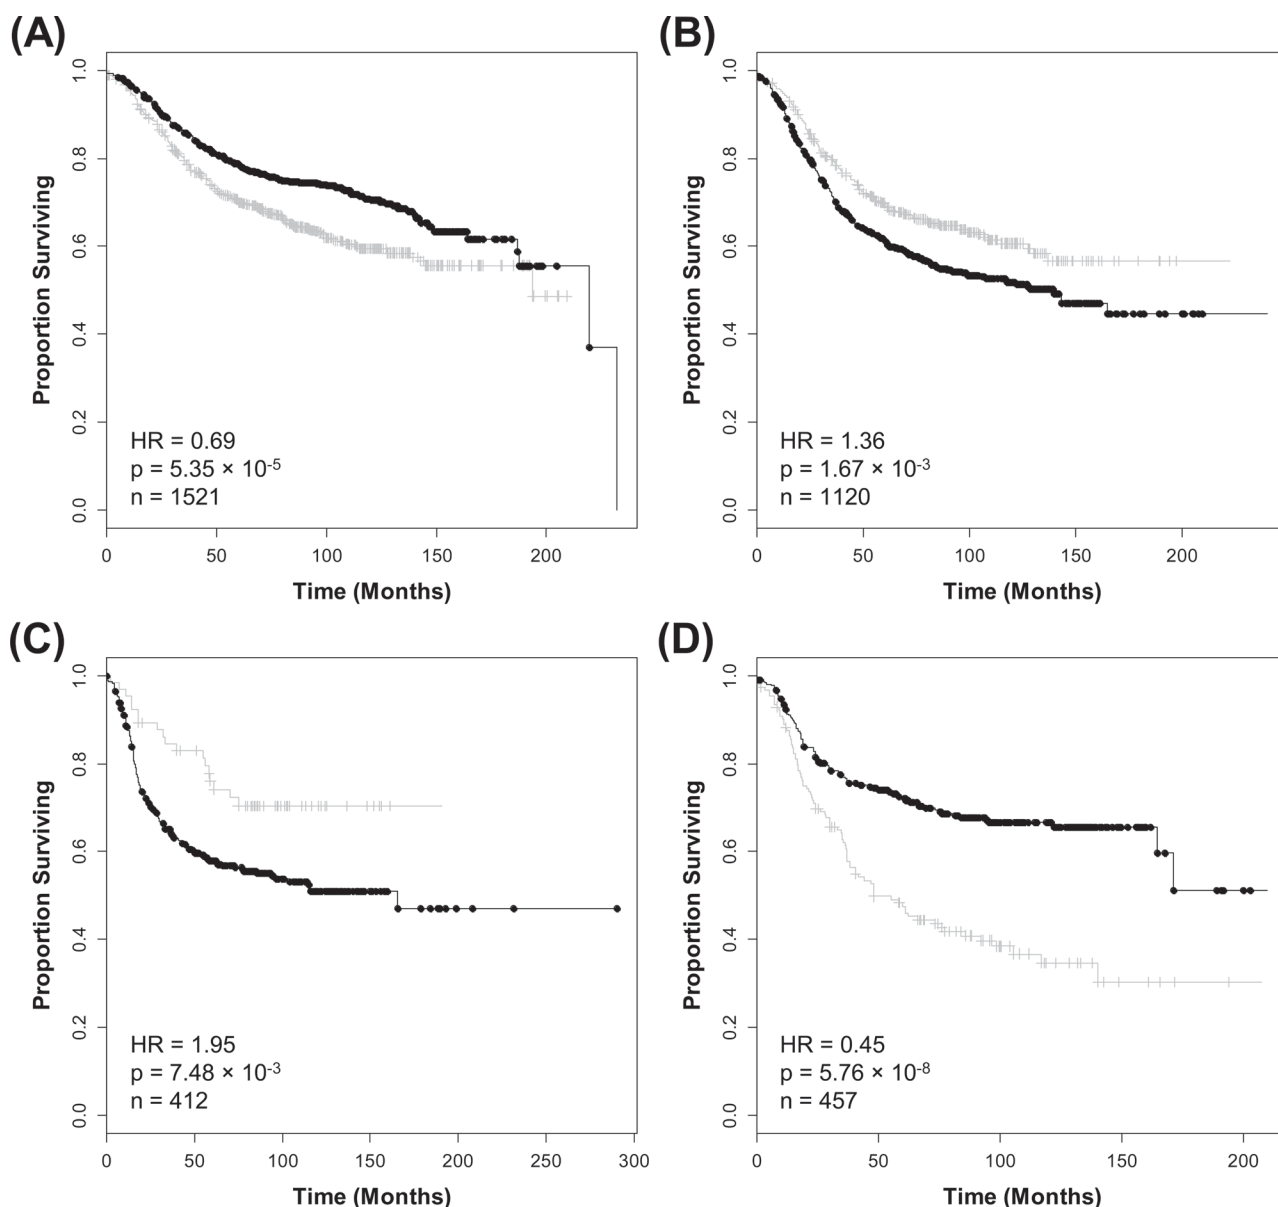 (A)
1.0
0.8
0.6
0.4
0.2
0.0
Proportion Surviving
HR = 0.69
p = 5.35 × 10-5
n = 1521
0 50 100 150 200
Time (Months)
(B)
1.0
0.8
0.6
0.4
0.2
0.0
Proportion Surviving
HR = 1.36
p = 1.67 × 10-3
n = 1120
0 50 100 150 200
Time (Months)
(C)
1.0
0.8
0.6
0.4
0.2
0.0
Proportion Surviving
HR = 1.95
p = 7.48 × 10-3
n = 412
0 50 100 150 200 250 300
Time (Months)
(D)
1.0
0.8
0.6
0.4
0.2
0.0
Proportion Surviving
HR = 0.45
p = 5.76 × 10-8
n = 457
0 50 100 150 200
Time (Months)